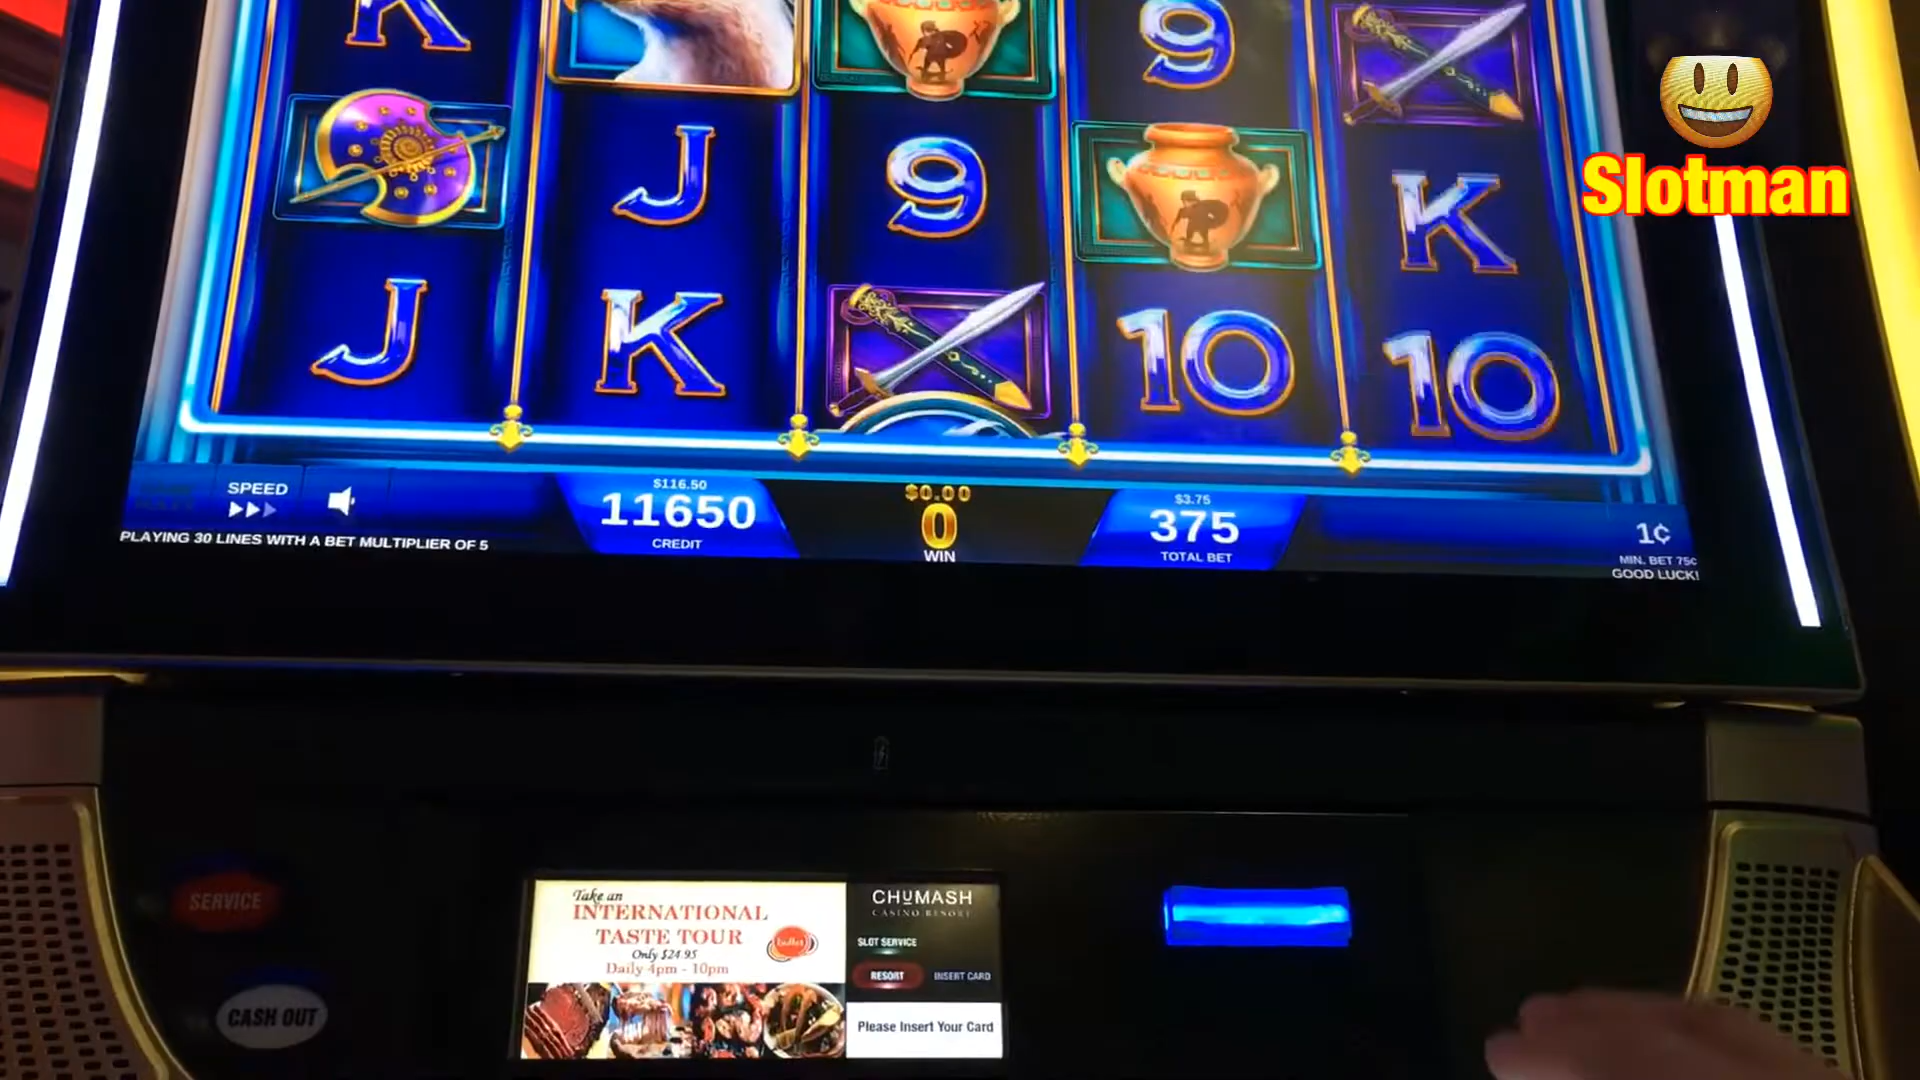 K
9
Slotman
J
9
K
J
K
10
10
SPEED
$116.50
11650
CREDIT
$0.00
0
WIN
$3.75
375
TOTAL BET
1¢
MIN. BET 75¢
GOOD LUCK!
PLAYING 30 LINES WITH A BET MULTIPLIER OF 5
SERVICE
CASH OUT
Take an
INTERNATIONAL
TASTE TOUR
Only $24.95
Daily 4pm - 10pm
buffet
CHUMASH
CASINO RESORT
SLOT SERVICE
RESORT
INSERT CARD
Please Insert Your Card